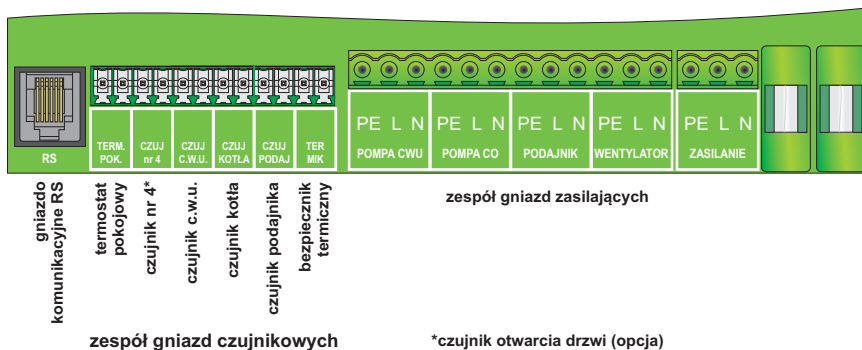 RS
TERM. POK.
CZUJ nr 4
CZUJ C.W.U.
CZUJ KOTŁA
CZUJ PODAJ
TER MIK
PE L N
POMPA CWU
PE L N
POMPA CO
PE L N
PODAJNIK
PE L N
WENTYLATOR
PE L N
ZASILANIE
gniazdo
komunikacyjne RS
termostat
pokojowy
czujnik nr 4*
czujnik c.w.u.
czujnik kotła
czujnik podajnika
bezpiecznik
termiczny
zespół gniazd zasilających
zespół gniazd czujnikowych
*czujnik otwarcia drzwi (opcja)